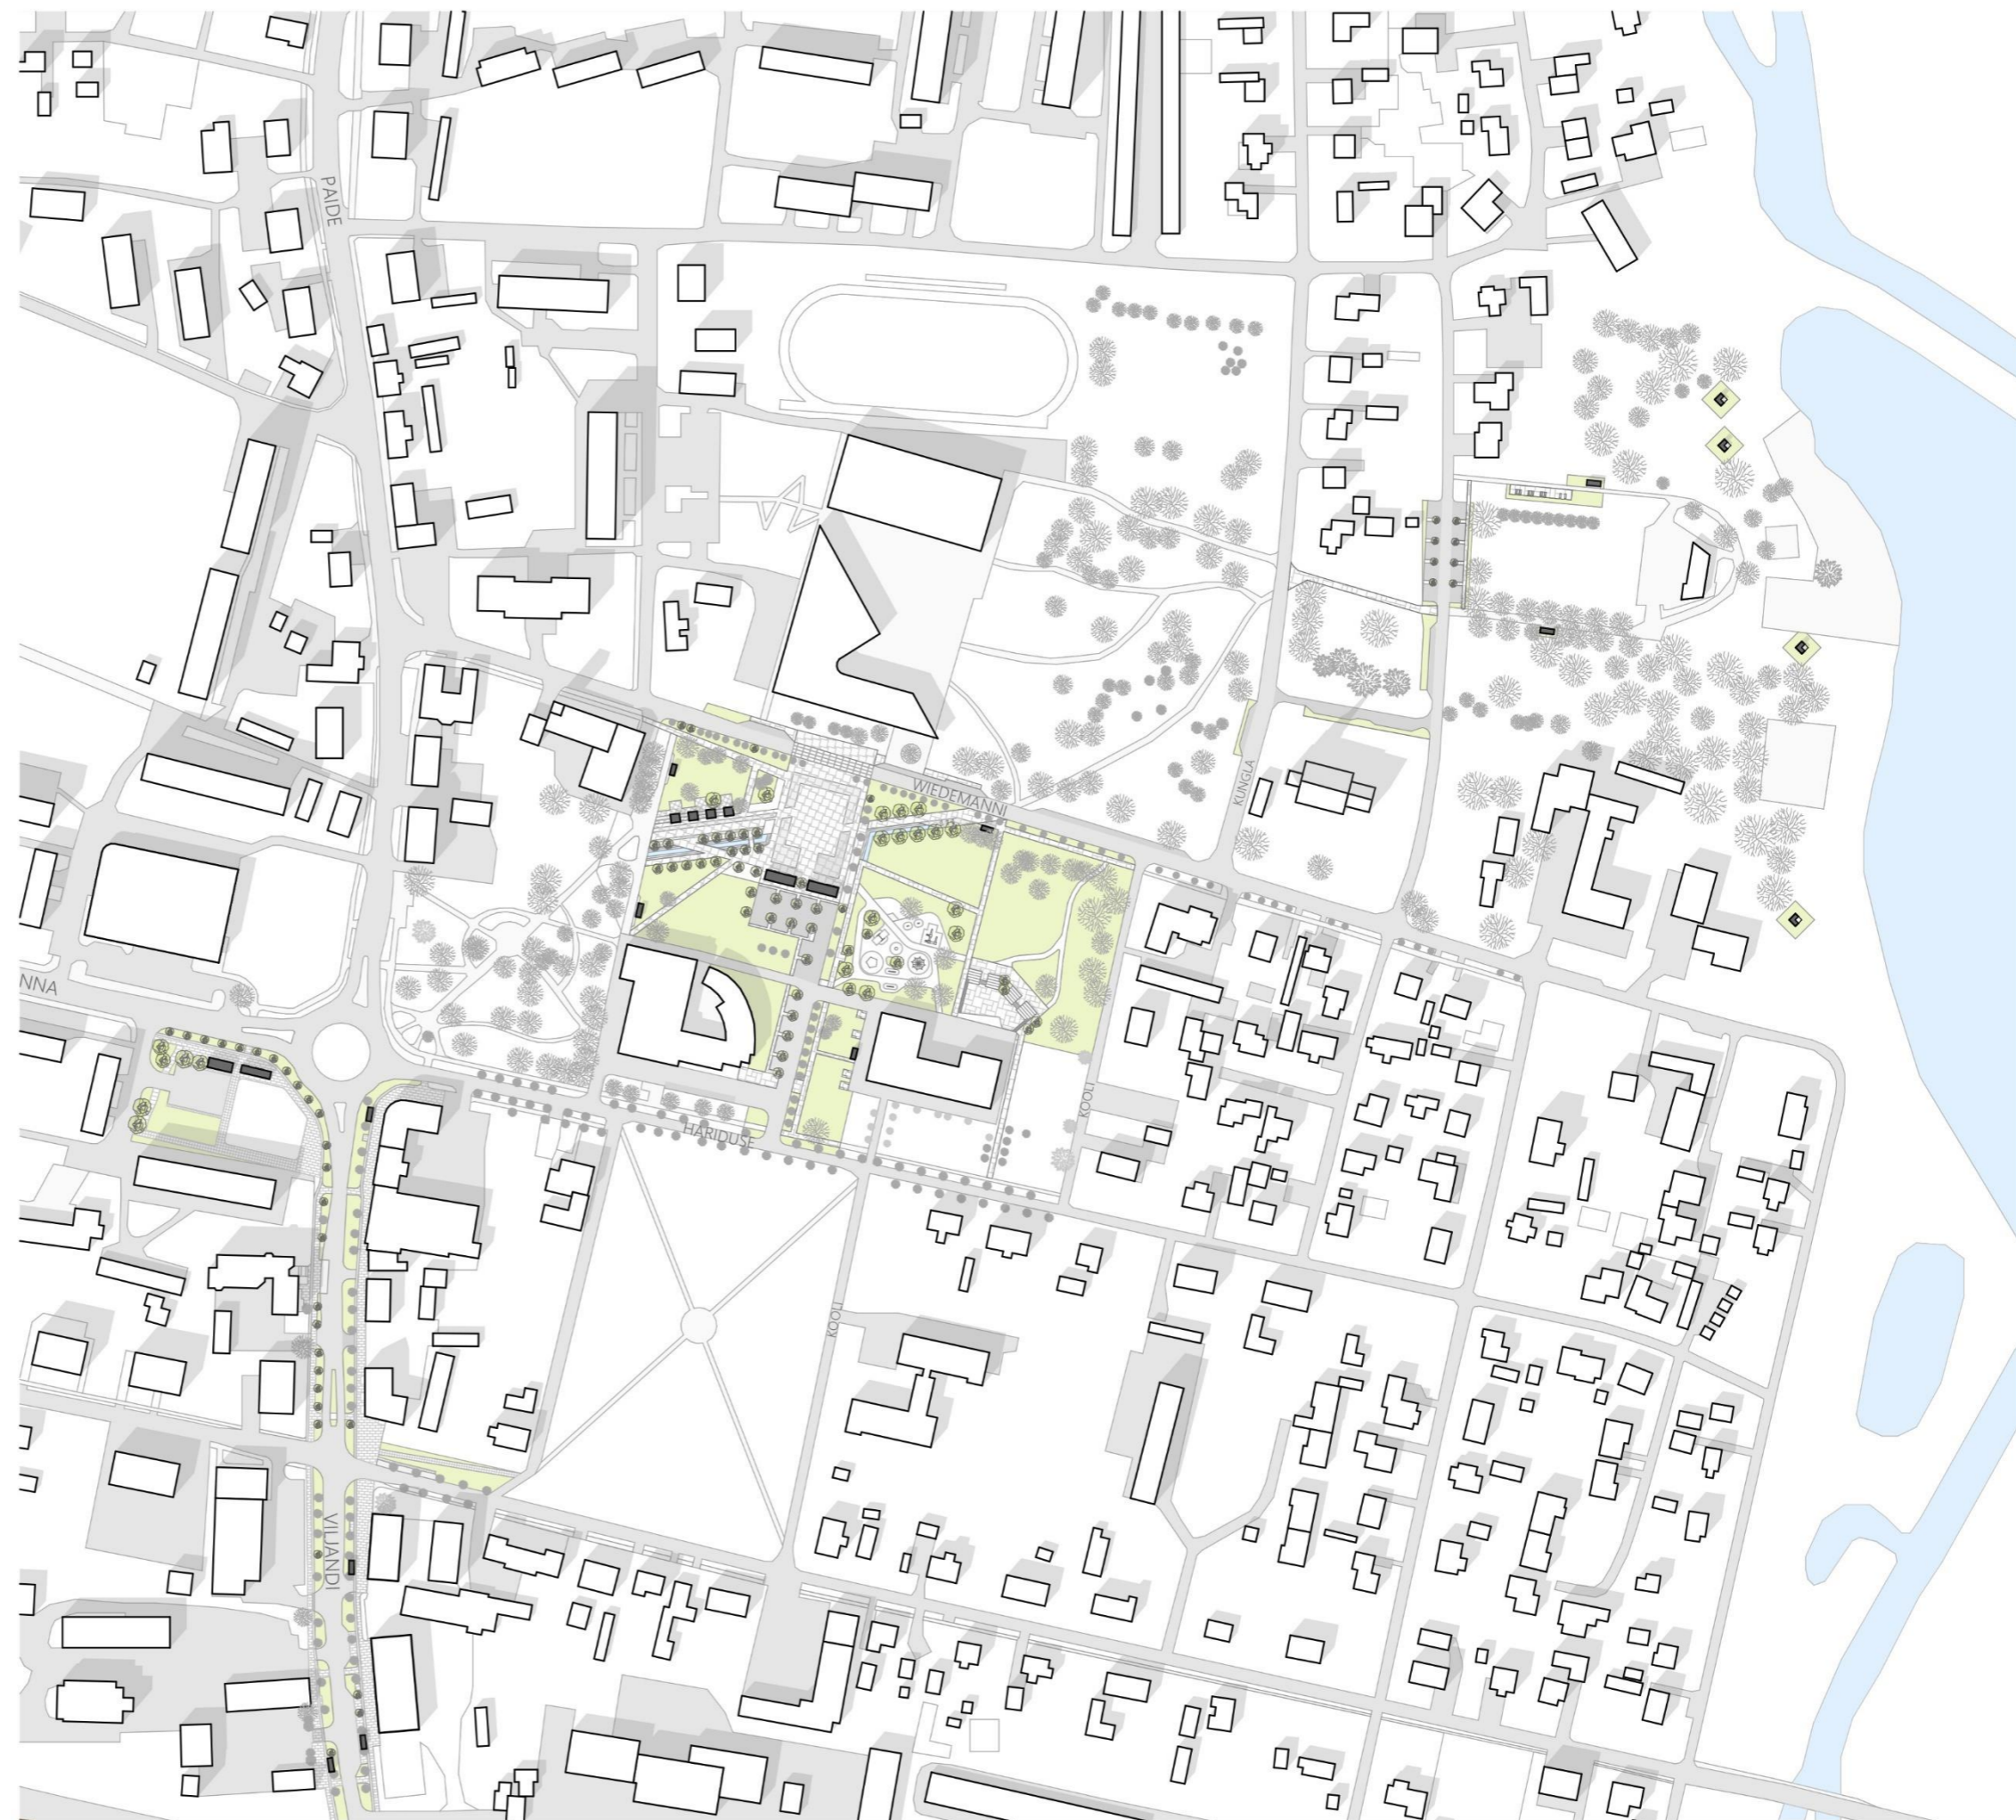 PAIDE
WIEDEMANNI
KUNGLA
NNA
KOOLI
HARIDUSE
KOOLI
VILJANDI